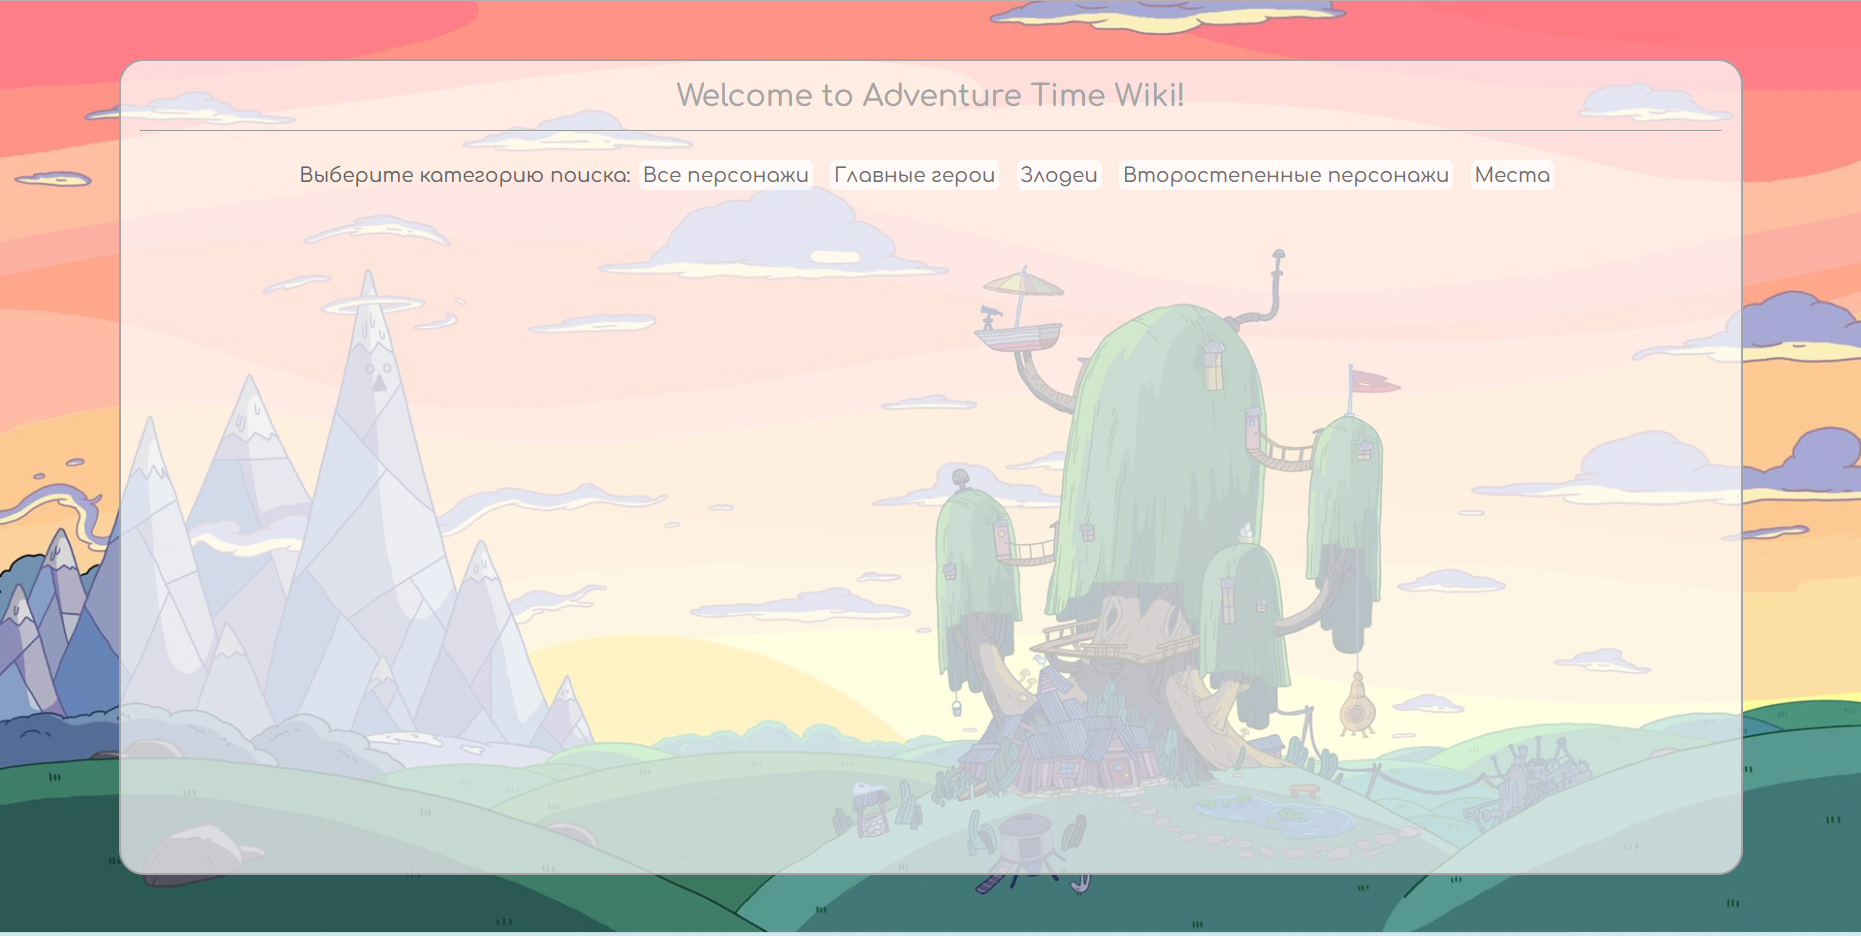 Welcome to Adventure Time Wiki!
Выберите категорию поиска: Все персонажи Главные герои Злодеи Второстепенные персонажи Места